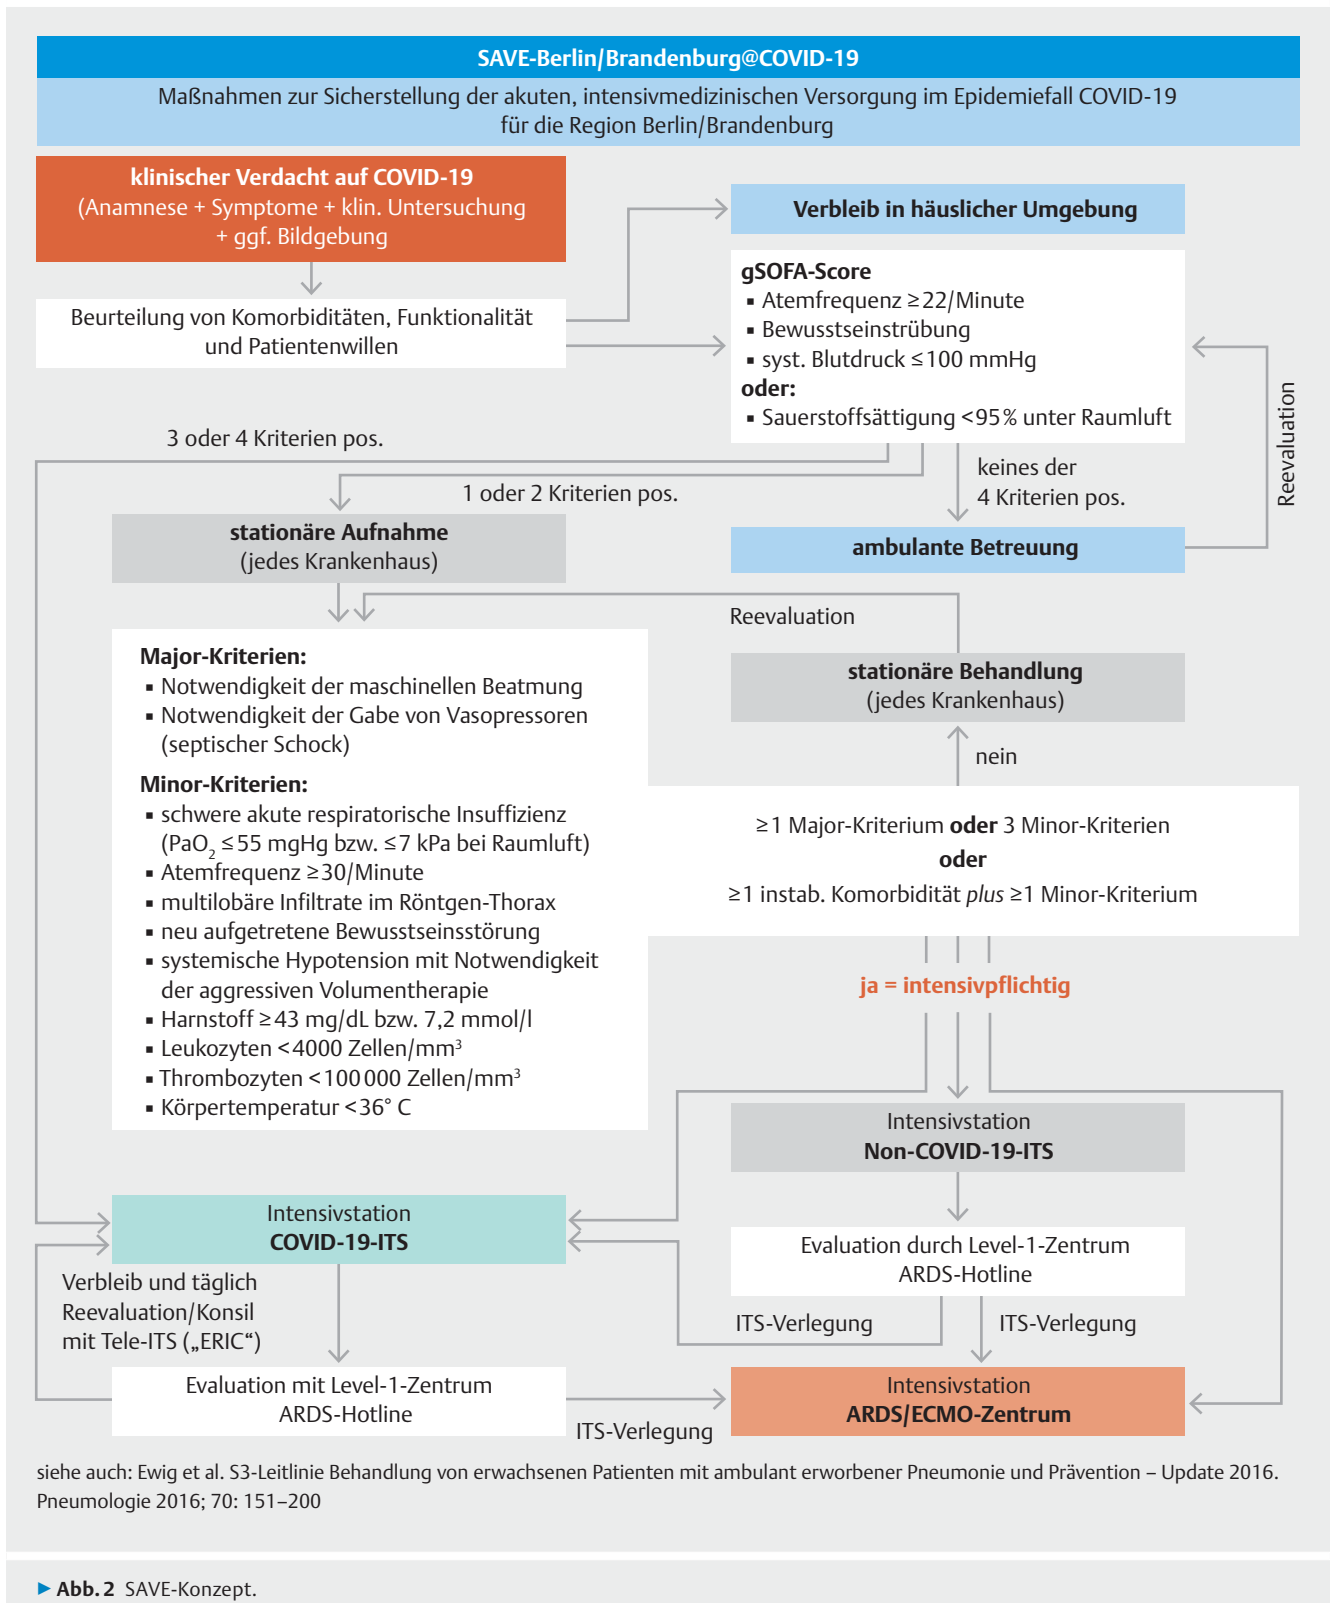 SAVE-Berlin/Brandenburg@COVID-19
Maßnahmen zur Sicherstellung der akuten, intensivmedizinischen Versorgung im Epidemiefall COVID-19
für die Region Berlin/Brandenburg
klinischer Verdacht auf COVID-19
(Anamnese + Symptome + klin. Untersuchung
+ ggf. Bildgebung
Beurteilung von Komorbiditäten, Funktionalität
und Patientenwillen
Verbleib in häuslicher Umgebung
gSOFA-Score
▪ Atemfrequenz ≥22/Minute
▪ Bewusstseinstrübung
▪ syst. Blutdruck ≤100 mmHg
oder:
▪ Sauerstoffsättigung <95% unter Raumluft
Reevaluation
3 oder 4 Kriterien pos.
1 oder 2 Kriterien pos.
keines der
4 Kriterien pos.
stationäre Aufnahme
(jedes Krankenhaus)
ambulante Betreuung
Reevaluation
stationäre Behandlung
(jedes Krankenhaus)
nein
Major-Kriterien:
▪ Notwendigkeit der maschinellen Beatmung
▪ Notwendigkeit der Gabe von Vasopressoren
(septischer Schock)
Minor-Kriterien:
▪ schwere akute respiratorische Insuffizienz
(PaO₂ ≤55 mgHg bzw. ≤7 kPa bei Raumluft)
▪ Atemfrequenz ≥30/Minute
▪ multilobäre Infiltrate im Röntgen-Thorax
▪ neu aufgetretene Bewusstseinsstörung
▪ systemische Hypotension mit Notwendigkeit
der aggressiven Volumentherapie
▪ Harnstoff ≥43 mg/dL bzw. 7,2 mmol/l
▪ Leukozyten <4000 Zellen/mm³
▪ Thrombozyten <100 000 Zellen/mm³
▪ Körpertemperatur <36° C
≥1 Major-Kriterium oder 3 Minor-Kriterien
oder
≥1 instab. Komorbidität plus ≥1 Minor-Kriterium
ja = intensivpflichtig
Intensivstation
Non-COVID-19-ITS
Intensivstation
COVID-19-ITS
Evaluation durch Level-1-Zentrum
ARDS-Hotline
Verbleib und täglich
Reevaluation/Konsil
mit Tele-ITS („ERIC“)
ITS-Verlegung
ITS-Verlegung
Evaluation mit Level-1-Zentrum
ARDS-Hotline
ITS-Verlegung
Intensivstation
ARDS/ECMO-Zentrum
siehe auch: Ewig et al. S3-Leitlinie Behandlung von erwachsenen Patienten mit ambulant erworbener Pneumonie und Prävention – Update 2016.
Pneumologie 2016; 70: 151–200
▶ Abb. 2 SAVE-Konzept.